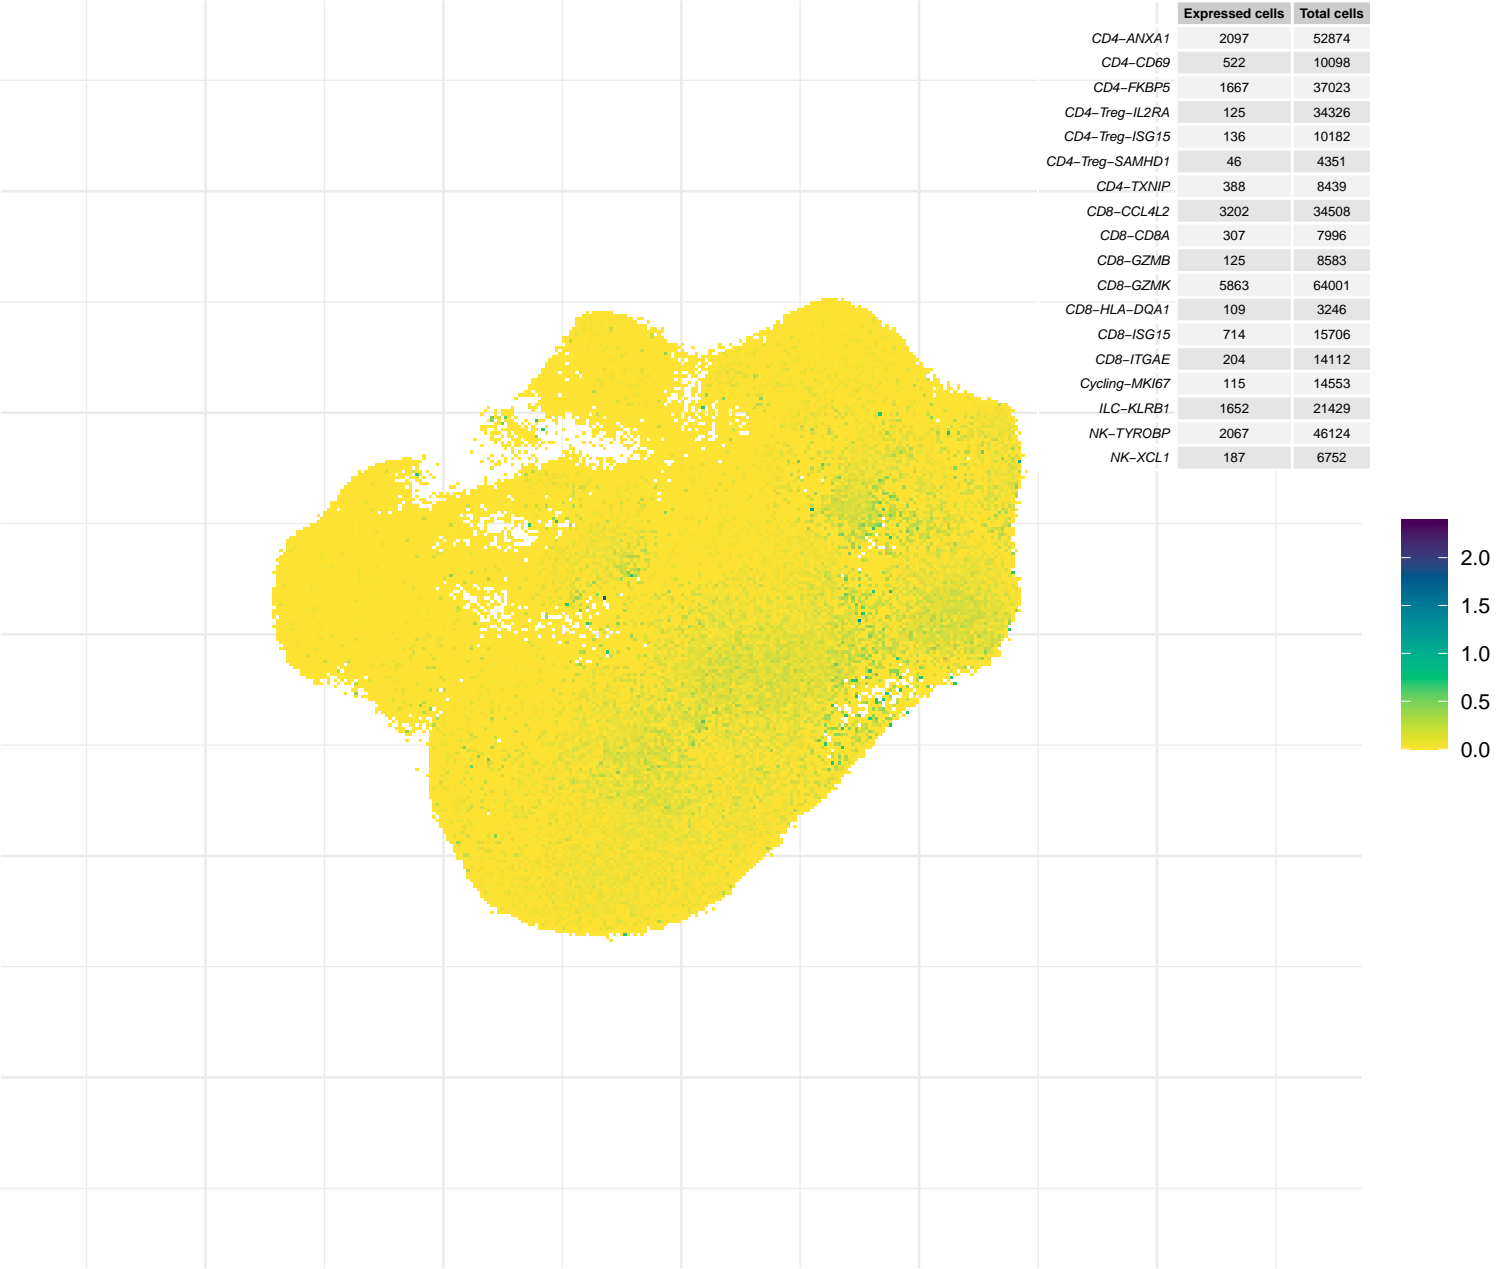 Expressed cells Total cells
CD4−ANXA1 2097 52874
CD4−CD69 522 10098
CD4−FKBP5 1667 37023
CD4−Treg−IL2RA 125 34326
CD4−Treg−ISG15 136 10182
CD4−Treg−SAMHD1 46 4351
CD4−TXNIP 388 8439
CD8−CCL4L2 3202 34508
CD8−CD8A 307 7996
CD8−GZMB 125 8583
CD8−GZMK 5863 64001
CD8−HLA−DQA1 109 3246
CD8−ISG15 714 15706
CD8−ITGAE 204 14112
Cycling−MKI67 115 14553
ILC−KLRB1 1652 21429
NK−TYROBP 2067 46124
NK−XCL1 187 6752
2.0
1.5
1.0
0.5
0.0